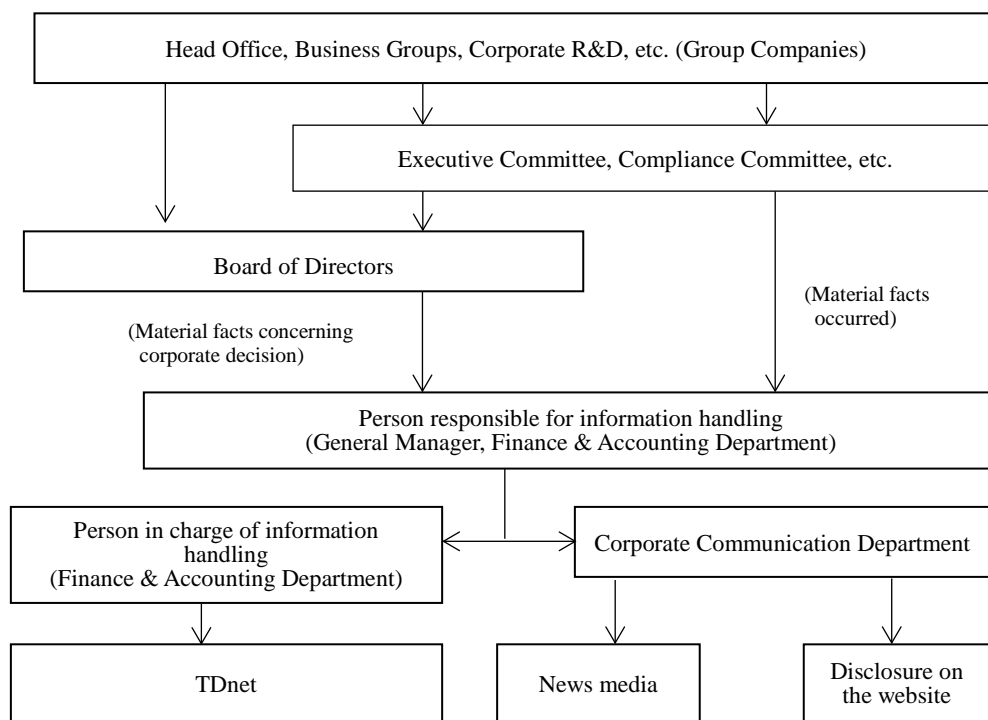 Head Office, Business Groups, Corporate R&D, etc. (Group Companies)
Executive Committee, Compliance Committee, etc.
Board of Directors
(Material facts
occurred)
(Material facts concerning
corporate decision)
Person responsible for information handling
(General Manager, Finance & Accounting Department)
Person in charge of information
handling
(Finance & Accounting Department)
Corporate Communication Department
TDnet
News media
Disclosure on
the website